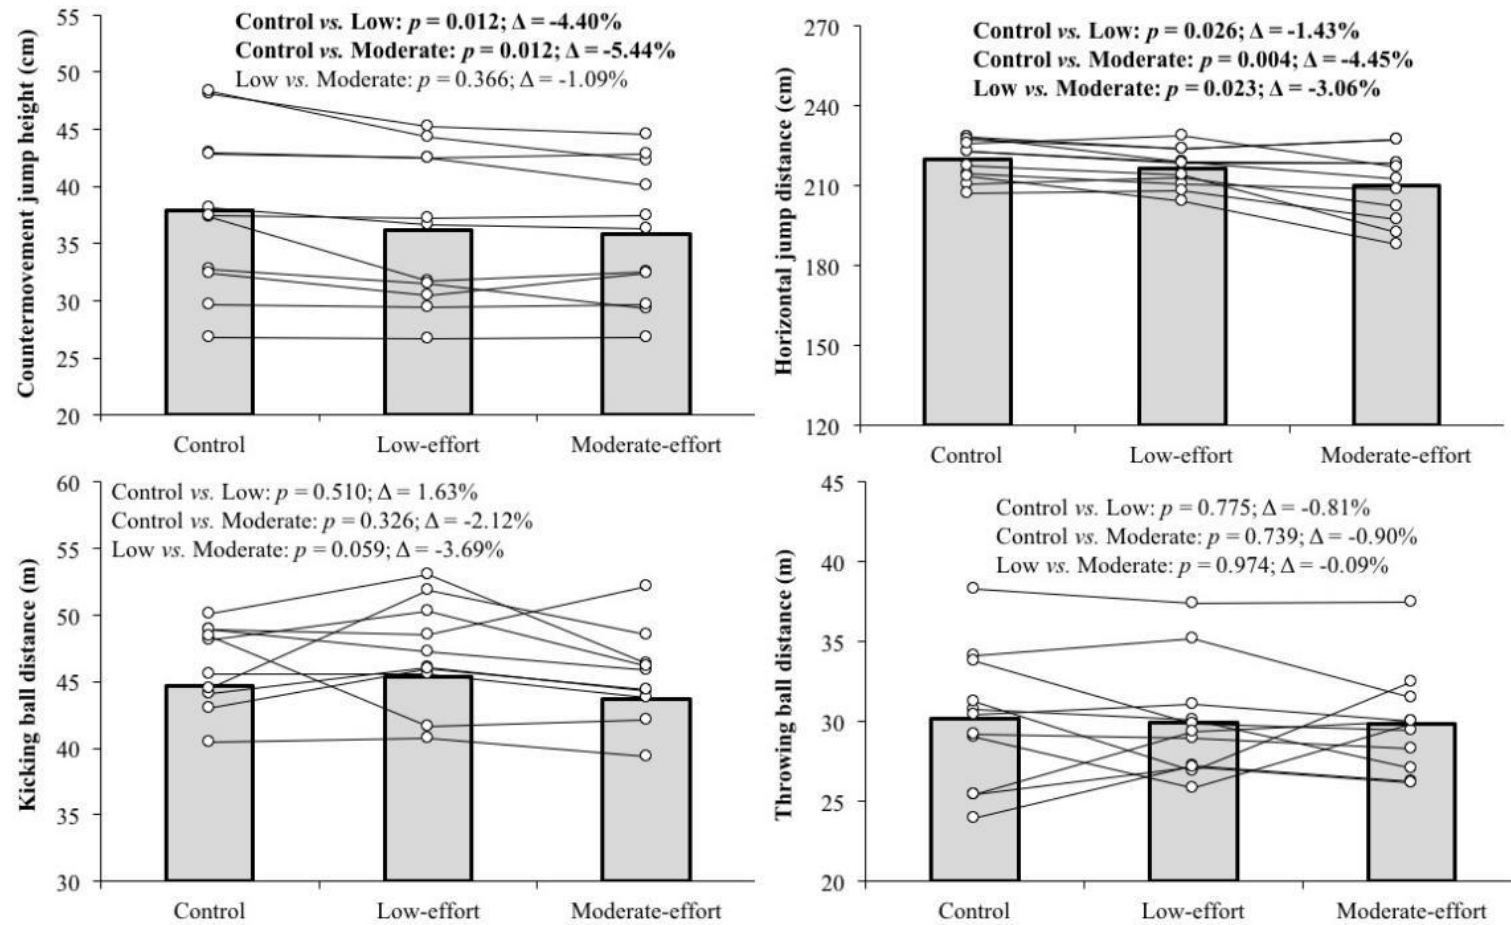 Countermovement jump height (cm)
55
50
45
40
35
30
25
20
Control vs. Low: p = 0.012; Δ = -4.40%
Control vs. Moderate: p = 0.012; Δ = -5.44%
Low vs. Moderate: p = 0.366; Δ = -1.09%
Control
Low-effort
Moderate-effort
Horizontal jump distance (cm)
270
240
210
180
150
120
Control vs. Low: p = 0.026; Δ = -1.43%
Control vs. Moderate: p = 0.004; Δ = -4.45%
Low vs. Moderate: p = 0.023; Δ = -3.06%
Control
Low-effort
Moderate-effort
Kicking ball distance (m)
60
55
50
45
40
35
30
Control vs. Low: p = 0.510; Δ = 1.63%
Control vs. Moderate: p = 0.326; Δ = -2.12%
Low vs. Moderate: p = 0.059; Δ = -3.69%
Control
Low-effort
Moderate-effort
Throwing ball distance (m)
45
40
35
30
25
20
Control vs. Low: p = 0.775; Δ = -0.81%
Control vs. Moderate: p = 0.739; Δ = -0.90%
Low vs. Moderate: p = 0.974; Δ = -0.09%
Control
Low-effort
Moderate-effort